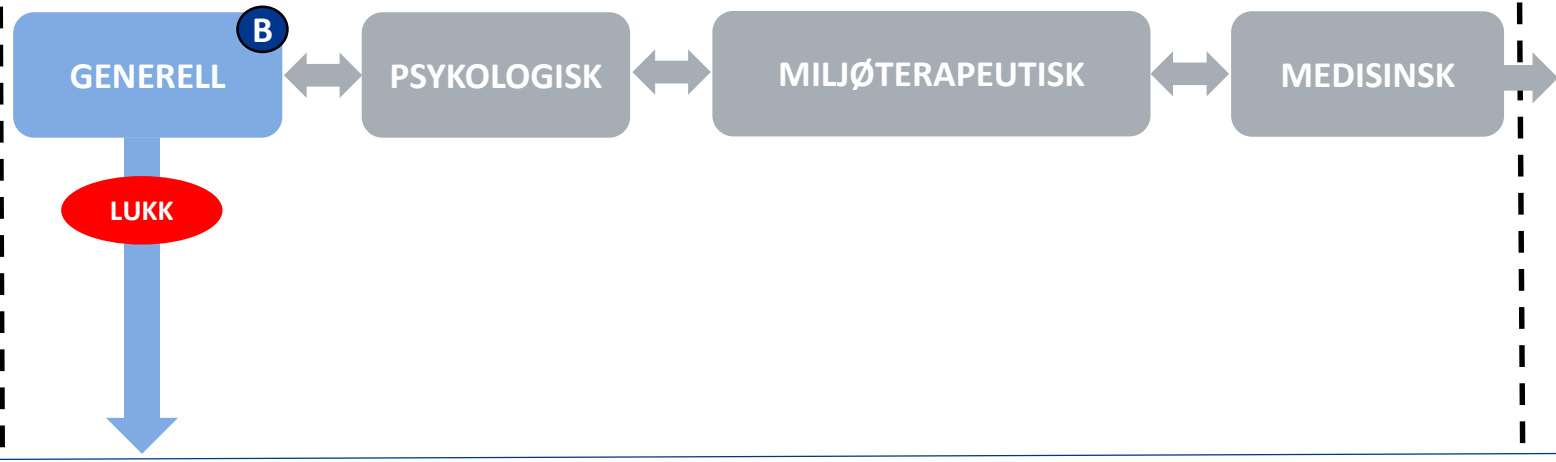 B
GENERELL
PSYKOLOGISK
MILJØTERAPEUTISK
MEDISINSK
LUKK